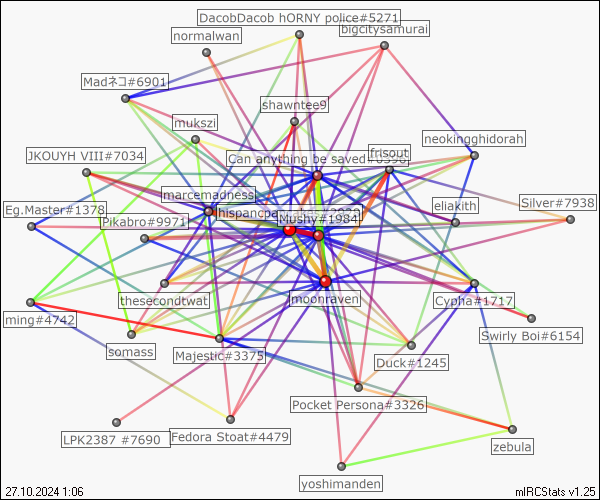 DacobDacob hORNY police#5271
bigcitysamurai
normalwan
Madネコ#6901
shawntee9
mukszi
neokingghidorah
JKOUYH VIII#7034
Can anything be saved
frisout
marcemadness
eliakith
Silver#7938
Eg.Master#1378
Pikabro#9971
Mushy#1984
thesecondtwat
moonraven
Cypha#1717
ming#4742
Swirly Boi#6154
somass
Majestic#3375
Duck#1245
Pocket Persona#3326
LPK2387 #7690
Fedora Stoat#4479
zebula
yoshimanden
27.10.2024 1:06
mIRCStats v1.25